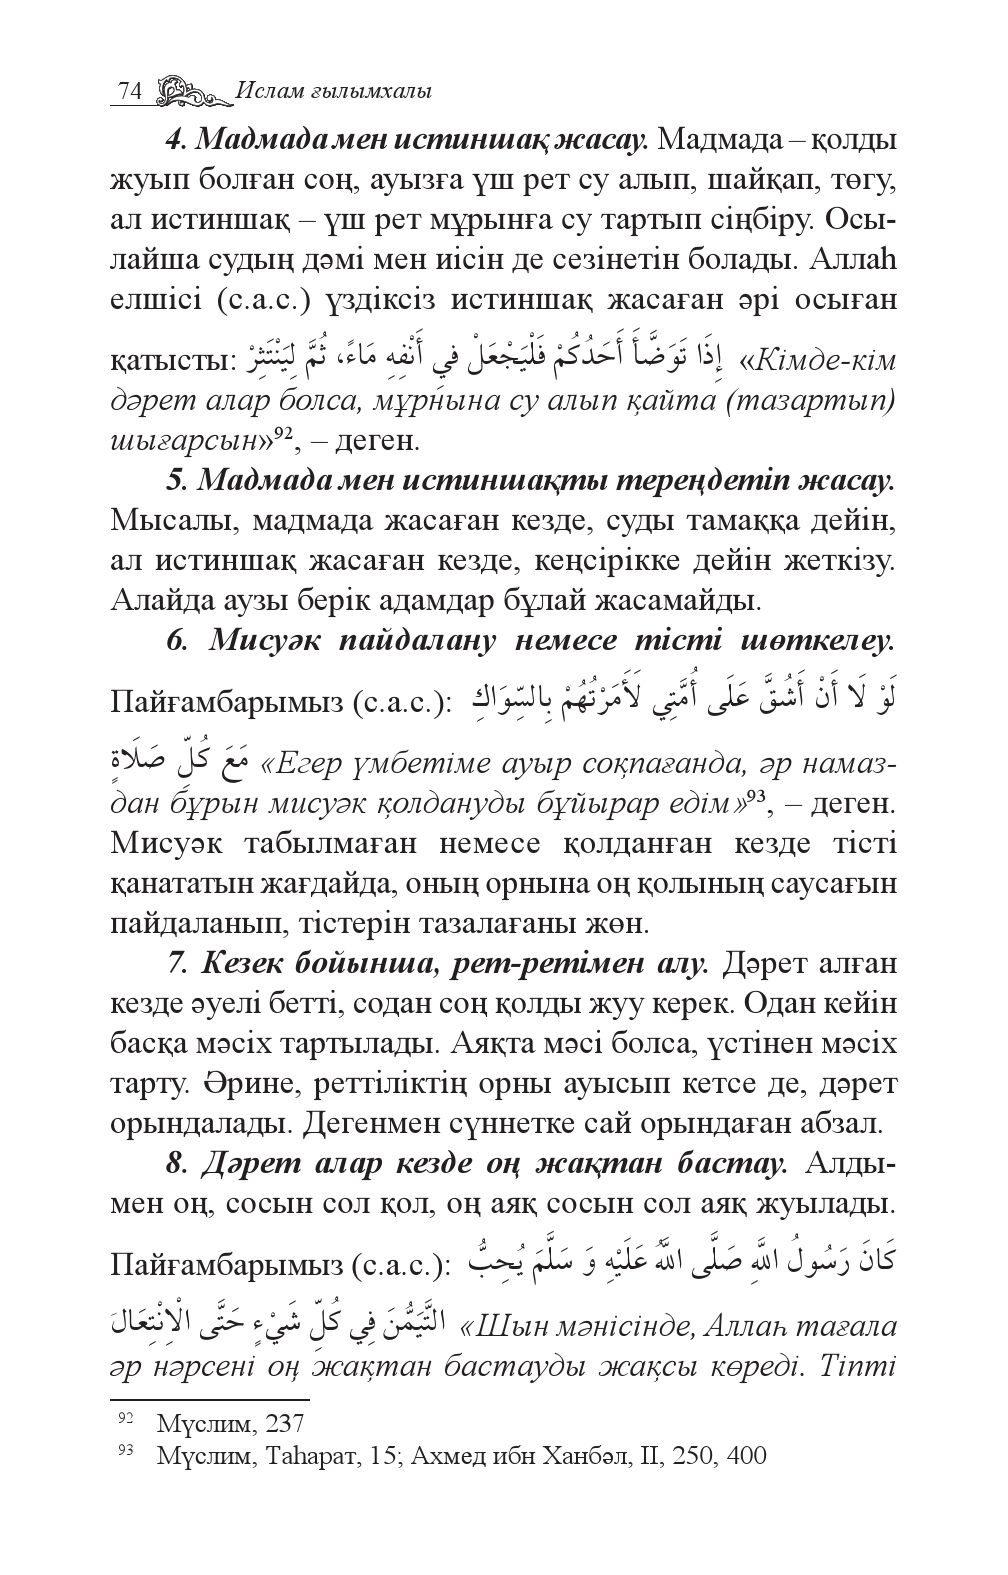 74 Ислам ғылымхалы
4. Мадмада мен истиншақ жасау. Мадмада – қолды
жуып болған соң, ауызға үш рет су алып, шайқап, төгу,
ал истиншақ – үш рет мұрынға су тартып сіңбіру. Осы-
лайша судың дәмі мен иісін де сезінетін болады. Аллаһ
елшісі (с.а.с.) үздіксіз истиншақ жасаған әрі осыған
қатысты: إِذَا تَوَضَّأَ أَحَدُكُمْ فَلْيَجْعَلْ فِي أَنْفِهِ مَاءً، ثُمَّ لِيَنْتَثِرْ «Кімде-кім
дәрет алар болса, мұрнына су алып қайта (тазартып)
шығарсын»⁹², – деген.
5. Мадмада мен истиншақты тереңдетіп жасау.
Мысалы, мадмада жасаған кезде, суды тамаққа дейін,
ал истиншақ жасаған кезде, кеңсірікке дейін жеткізу.
Алайда аузы берік адамдар бұлай жасамайды.
6. Мисуәк пайдалану немесе тісті шөткелеу.
Пайғамбарымыз (с.а.с.): لَوْ لَا أَنْ أَشُقَّ عَلَى أُمَّتِي لَأَمَرْتُهُمْ بِالسِّوَاكِ
مَعَ كُلِّ صَلَاةٍ «Егер үмбетіме ауыр соқпағанда, әр намаз-
дан бұрын мисуәк қолдануды бұйырар едім»⁹³, – деген.
Мисуәк табылмаған немесе қолданған кезде тісті
қанататын жағдайда, оның орнына оң қолының саусағын
пайдаланып, тістерін тазалағаны жөн.
7. Кезек бойынша, рет-ретімен алу. Дәрет алған
кезде әуелі бетті, содан соң қолды жуу керек. Одан кейін
басқа мәсіх тартылады. Аяқта мәсі болса, үстінен мәсіх
тарту. Әрине, реттіліктің орны ауысып кетсе де, дәрет
орындалады. Дегенмен сүннетке сай орындаған абзал.
8. Дәрет алар кезде оң жақтан бастау. Алды-
мен оң, сосын сол қол, оң аяқ сосын сол аяқ жуылады.
Пайғамбарымыз (с.а.с.): كَانَ رَسُولُ اللَّهِ صَلَّى اللَّهُ عَلَيْهِ وَ سَلَّمَ يُحِبُّ
التَّيَمُّنَ فِي كُلِّ شَيْءٍ حَتَّى الْاِنْتِعَالَ «Шын мәнісінде, Аллаһ тағала
әр нәрсені оң жақтан бастауды жақсы көреді. Тіпті
92 Мүслим, 237
93 Мүслим, Таһарат, 15; Ахмед ибн Ханбәл, II, 250, 400